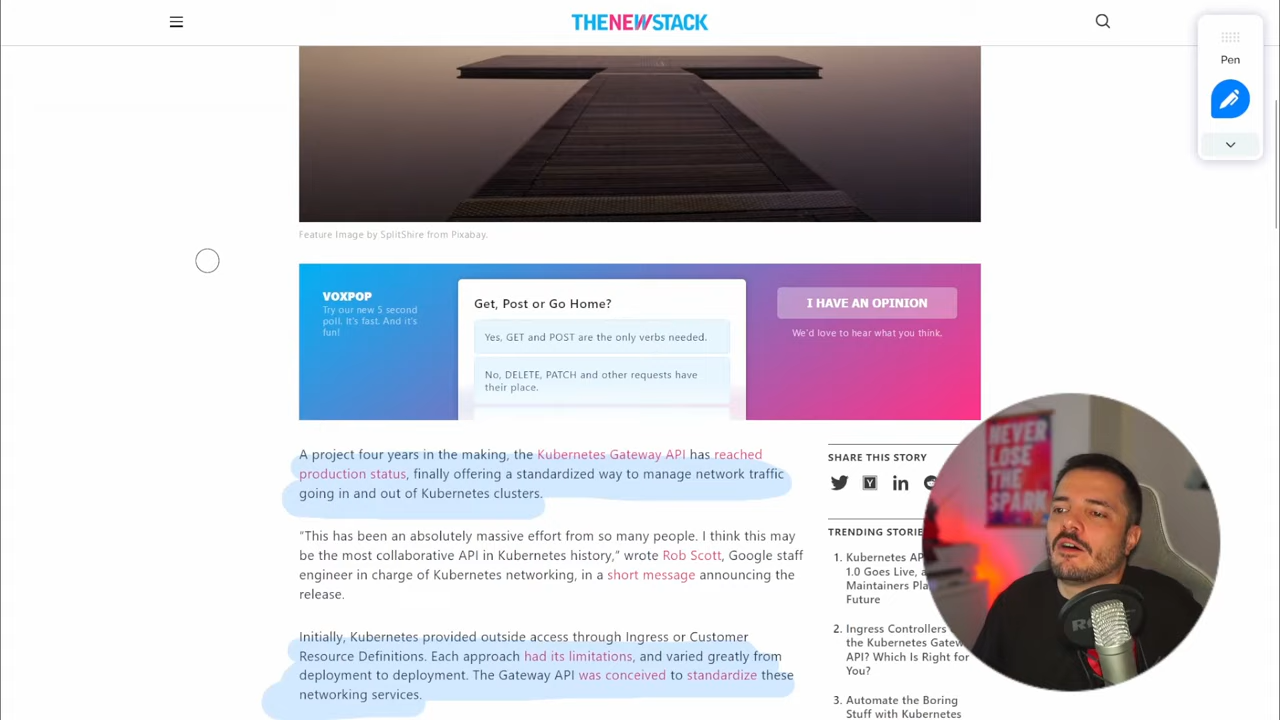 THENEWSTACK
Pen
Feature Image by SplitShire from Pixabay.
VOXPOP
Try our new 5 second
poll. It's fast. And it's
fun!
Get, Post or Go Home?
Yes, GET and POST are the only verbs needed.
No, DELETE, PATCH and other requests have
their place.
I HAVE AN OPINION
We'd love to hear what you think.
A project four years in the making, the Kubernetes Gateway API has reached
production status, finally offering a standardized way to manage network traffic
going in and out of Kubernetes clusters.
"This has been an absolutely massive effort from so many people. I think this may
be the most collaborative API in Kubernetes history," wrote Rob Scott, Google staff
engineer in charge of Kubernetes networking, in a short message announcing the
release.
Initially, Kubernetes provided outside access through Ingress or Customer
Resource Definitions. Each approach had its limitations, and varied greatly from
deployment to deployment. The Gateway API was conceived to standardize these
networking services.
SHARE THIS STORY
TRENDING STORIE
1. Kubernetes AP
1.0 Goes Live, a
Maintainers Pla
Future
2. Ingress Controllers
the Kubernetes Gatew
API? Which Is Right for
You?
3. Automate the Boring
Stuff with Kubernetes
NEVER
LOSE
THE
SPARK